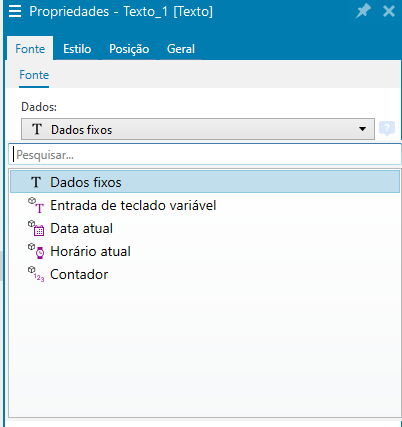 Propriedades - Texto_1 [Texto]
Fonte Estilo Posição Geral
Fonte
Dados:
T Dados fixos
Pesquisar...
T Dados fixos
T Entrada de teclado variável
Data atual
Horário atual
123 Contador